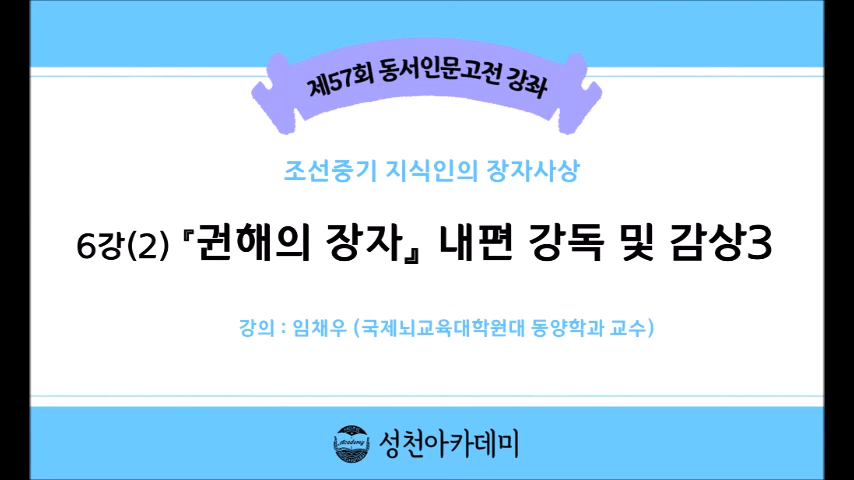 제57회 동서인문고전 강좌
조선중기 지식인의 장자사상
6강(2) 『권해의 장자』 내편 강독 및 감상3
강의 : 임채우 (국제뇌교육대학원대 동양학과 교수)
academy
성천아카데미